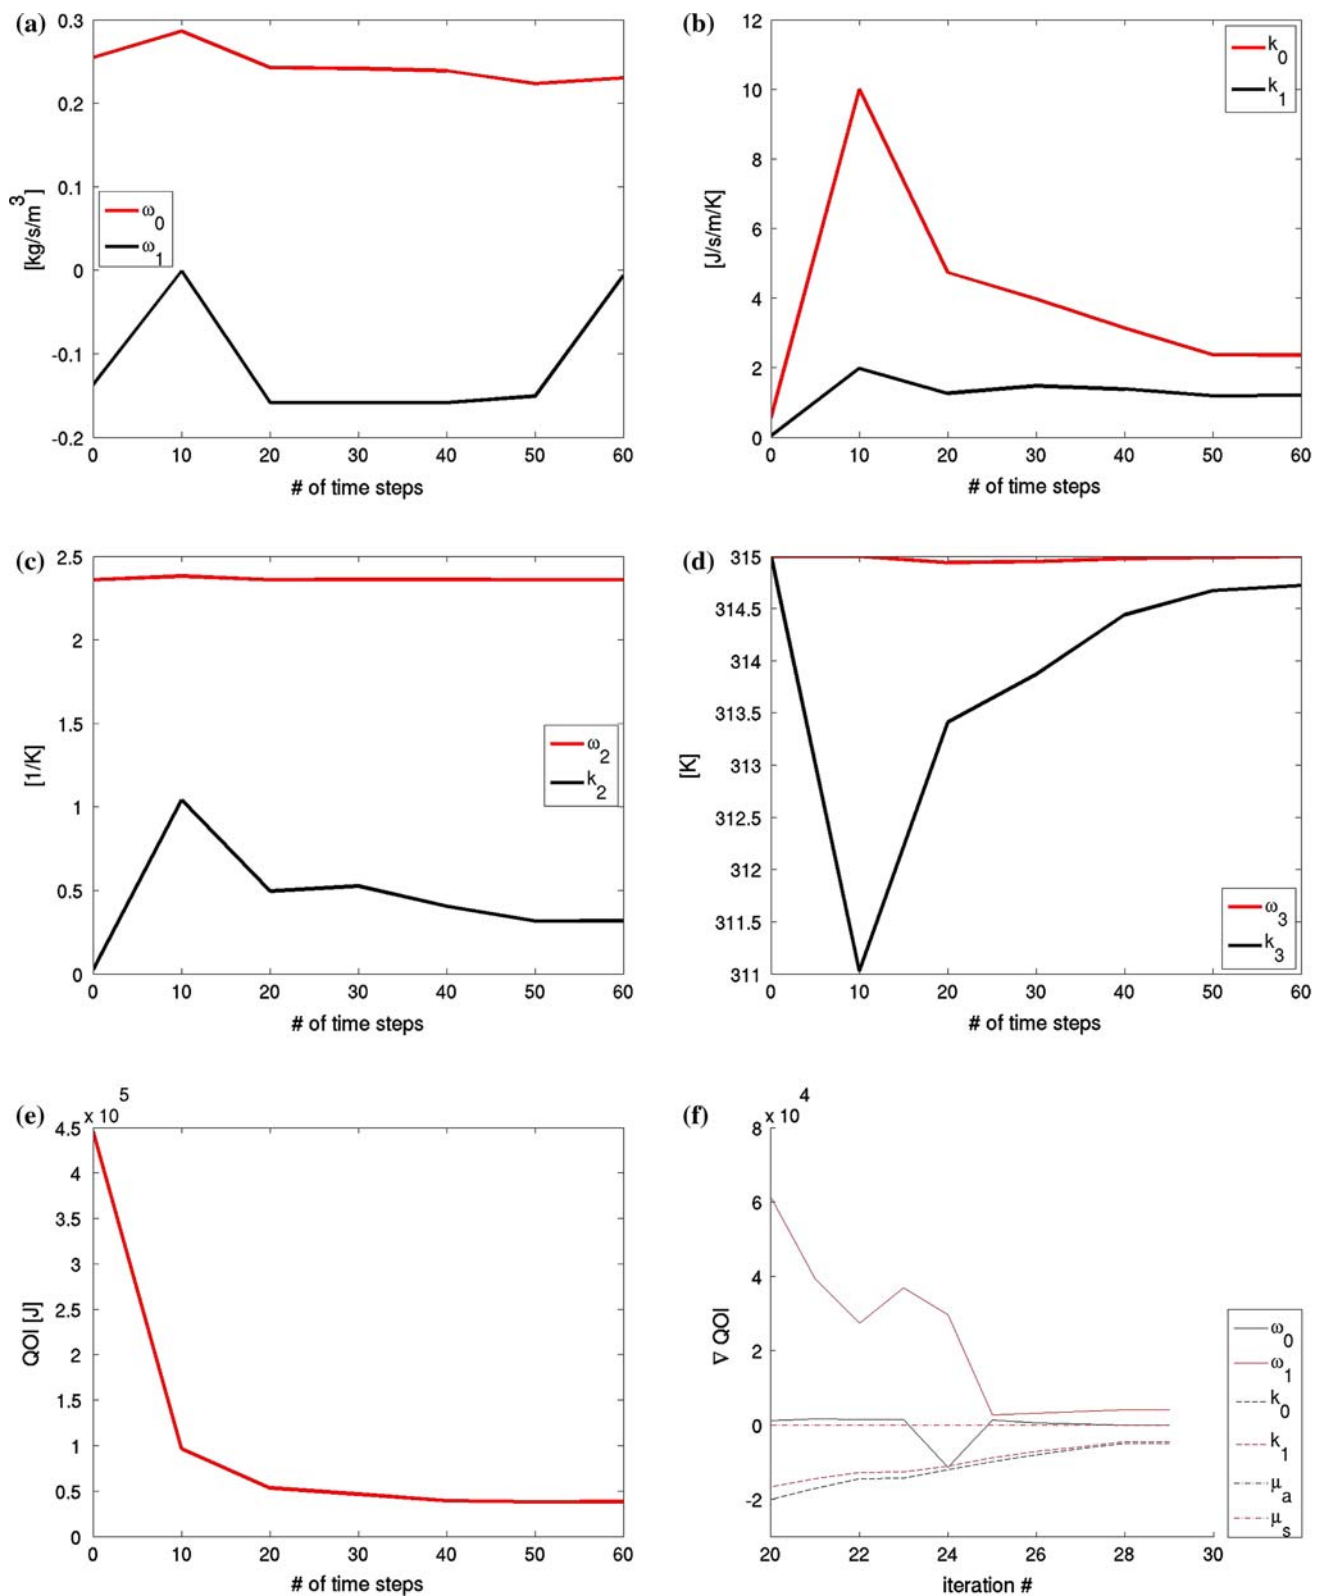 (a)
0.3
0.2
0.1
0
-0.1
-0.2
[kg/s/m³]
ω₀
ω₁
0 10 20 30 40 50 60
# of time steps
(b)
12
10
8
6
4
2
0
[J/s/m/K]
k₀
k₁
0 10 20 30 40 50 60
# of time steps
(c)
2.5
2
1.5
1
0.5
0
[1/K]
ω₂
k₂
0 10 20 30 40 50 60
# of time steps
(d)
315
314.5
314
313.5
313
312.5
312
311.5
311
[K]
ω₃
k₃
0 10 20 30 40 50 60
# of time steps
(e)
x 10⁵
4.5
4
3.5
3
2.5
2
1.5
1
0.5
0
QOI [J]
0 10 20 30 40 50 60
# of time steps
(f)
x 10⁴
8
6
4
2
0
-2
∇ QOI
ω₀
ω₁
k₀
k₁
μₐ
μₛ
20 22 24 26 28 30
iteration #